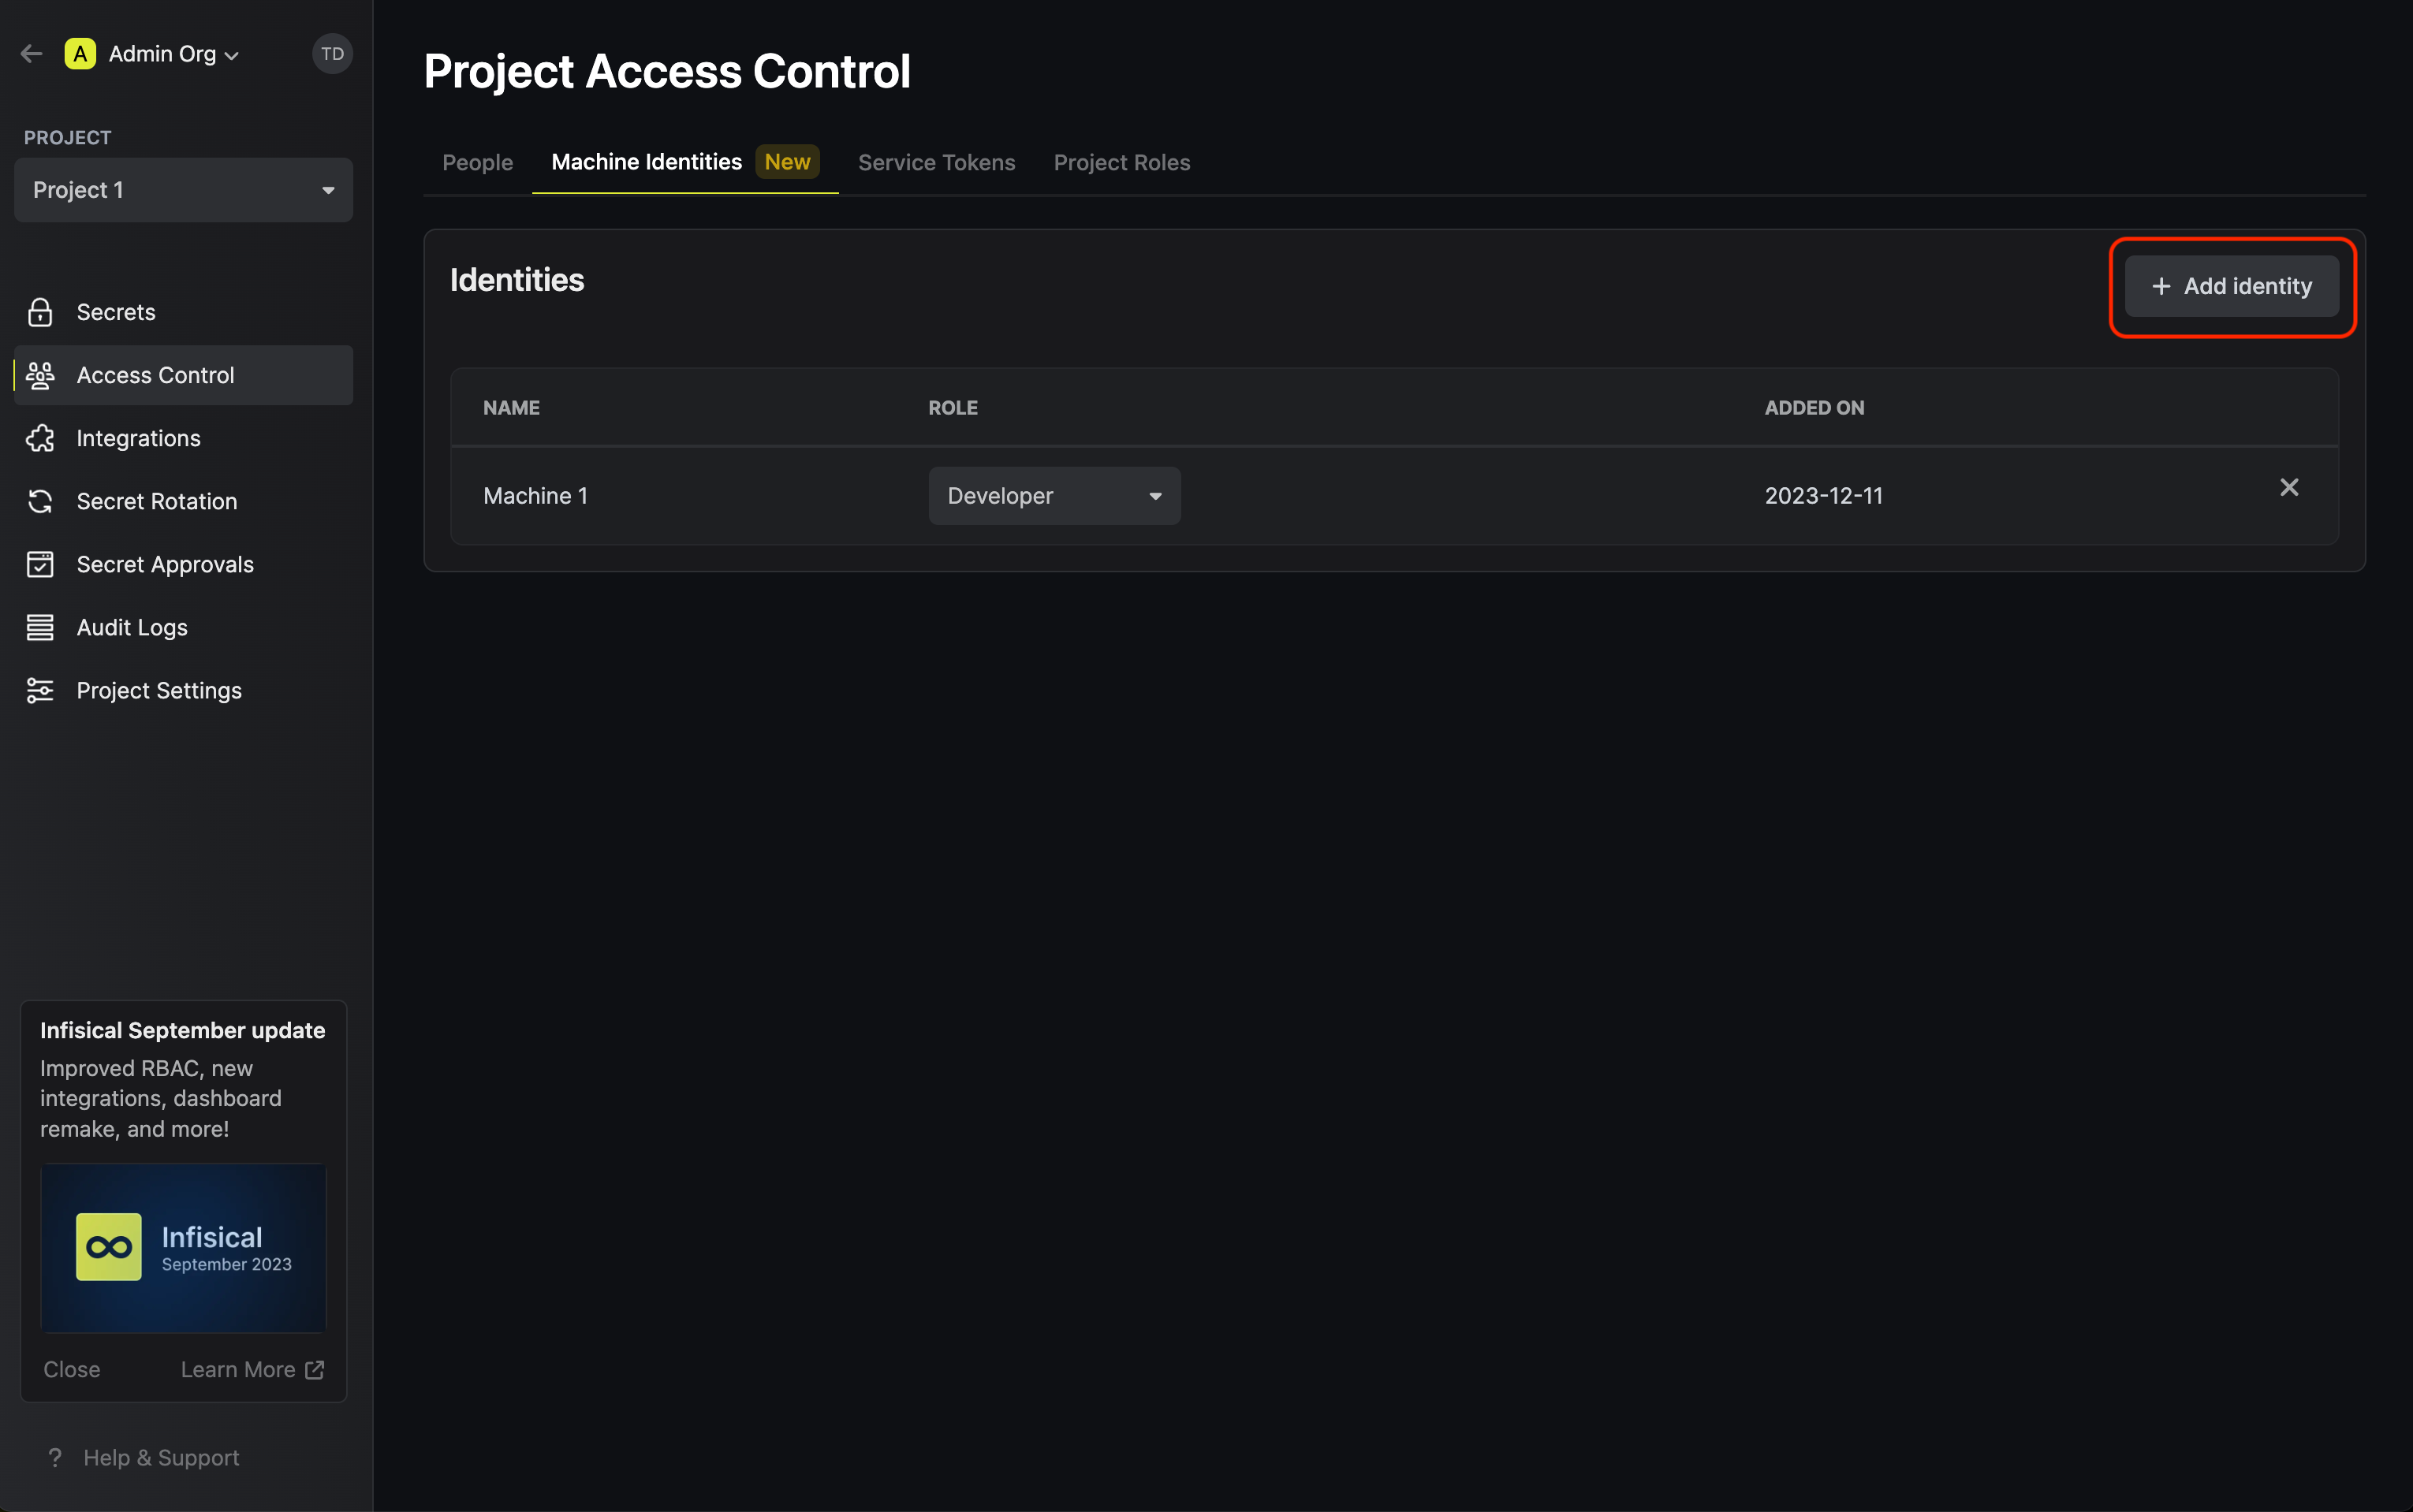 A Admin Org
TD
PROJECT
Project 1
Secrets
Access Control
Integrations
Secret Rotation
Secret Approvals
Audit Logs
Project Settings
Infisical September update
Improved RBAC, new
integrations, dashboard
remake, and more!
Infisical
September 2023
Close Learn More
? Help & Support
Project Access Control
People Machine Identities New Service Tokens Project Roles
Identities
+ Add identity
NAME ROLE ADDED ON
Machine 1 Developer 2023-12-11